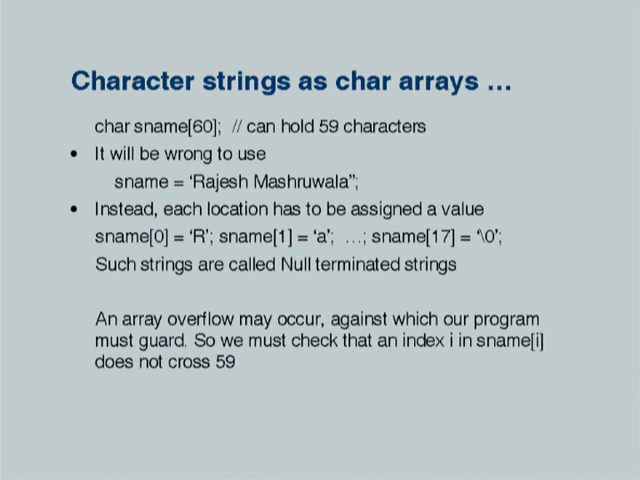 Character strings as char arrays …
char sname[60]; // can hold 59 characters
• It will be wrong to use
sname = ‘Rajesh Mashruwala”;
• Instead, each location has to be assigned a value
sname[0] = ‘R’; sname[1] = ‘a’; …; sname[17] = ‘\0’;
Such strings are called Null terminated strings
An array overflow may occur, against which our program
must guard. So we must check that an index i in sname[i]
does not cross 59